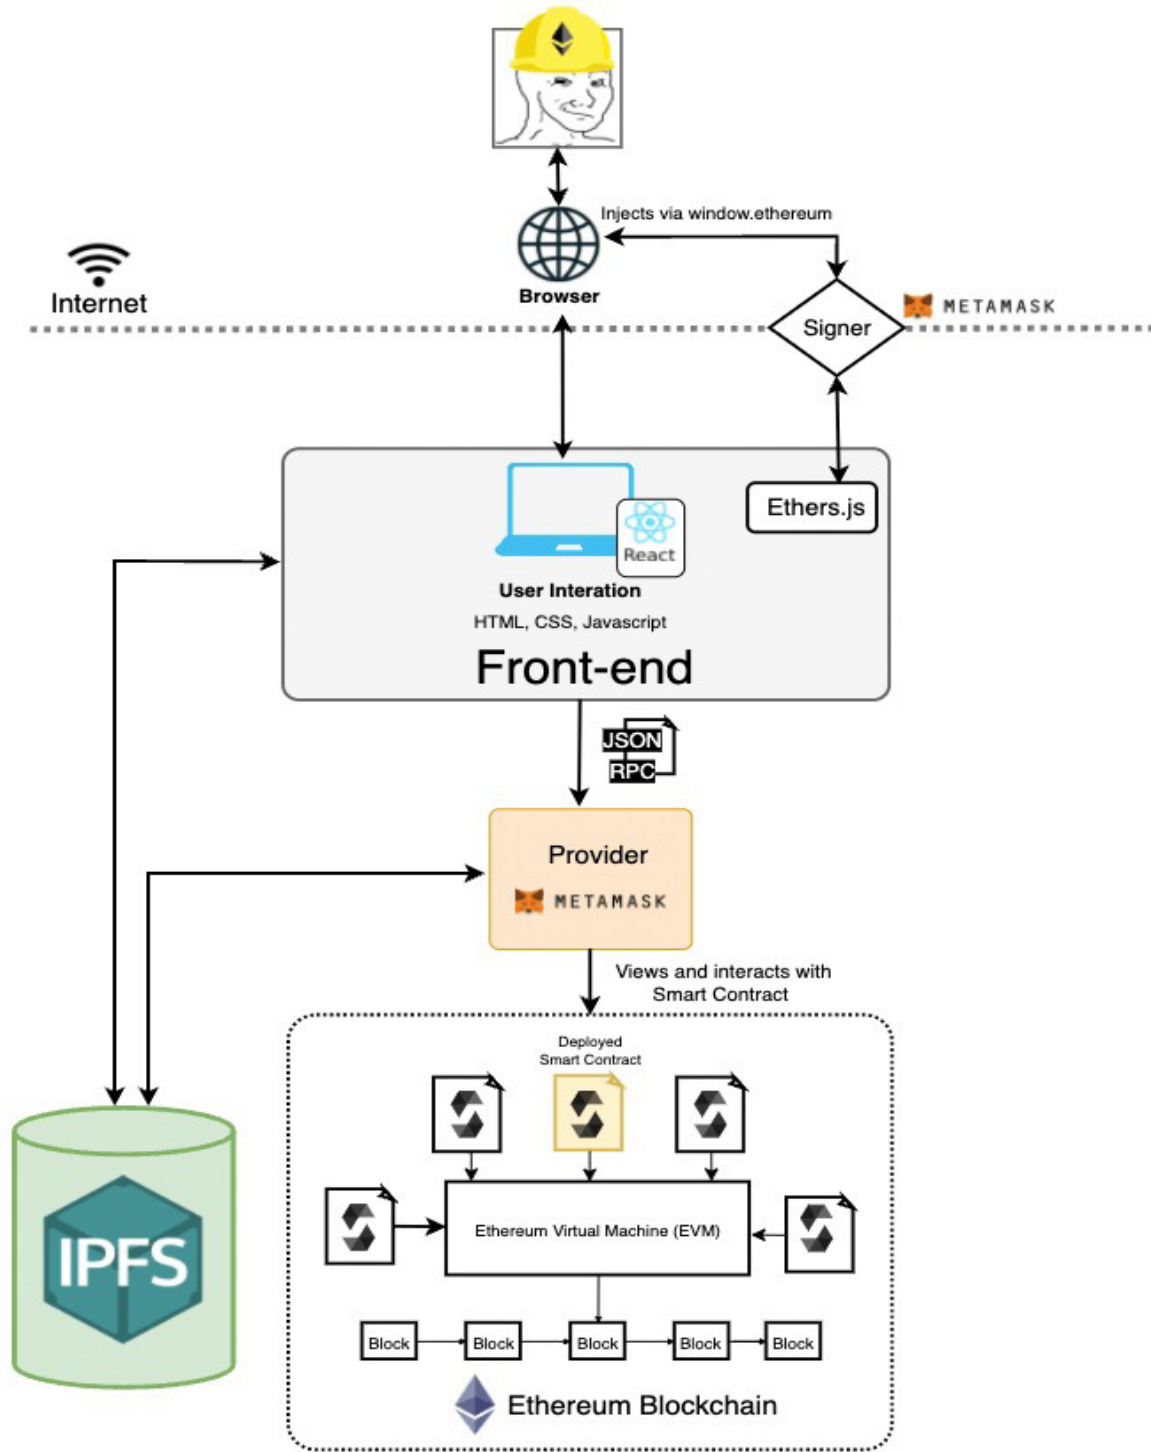 Injects via window.ethereum
Internet
Browser
METAMASK
Signer
Ethers.js
React
User Interation
HTML, CSS, Javascript
Front-end
JSON
RPC
Provider
METAMASK
Views and interacts with
Smart Contract
Deployed
Smart Contract
Ethereum Virtual Machine (EVM)
IPFS
Block Block Block Block Block
Ethereum Blockchain